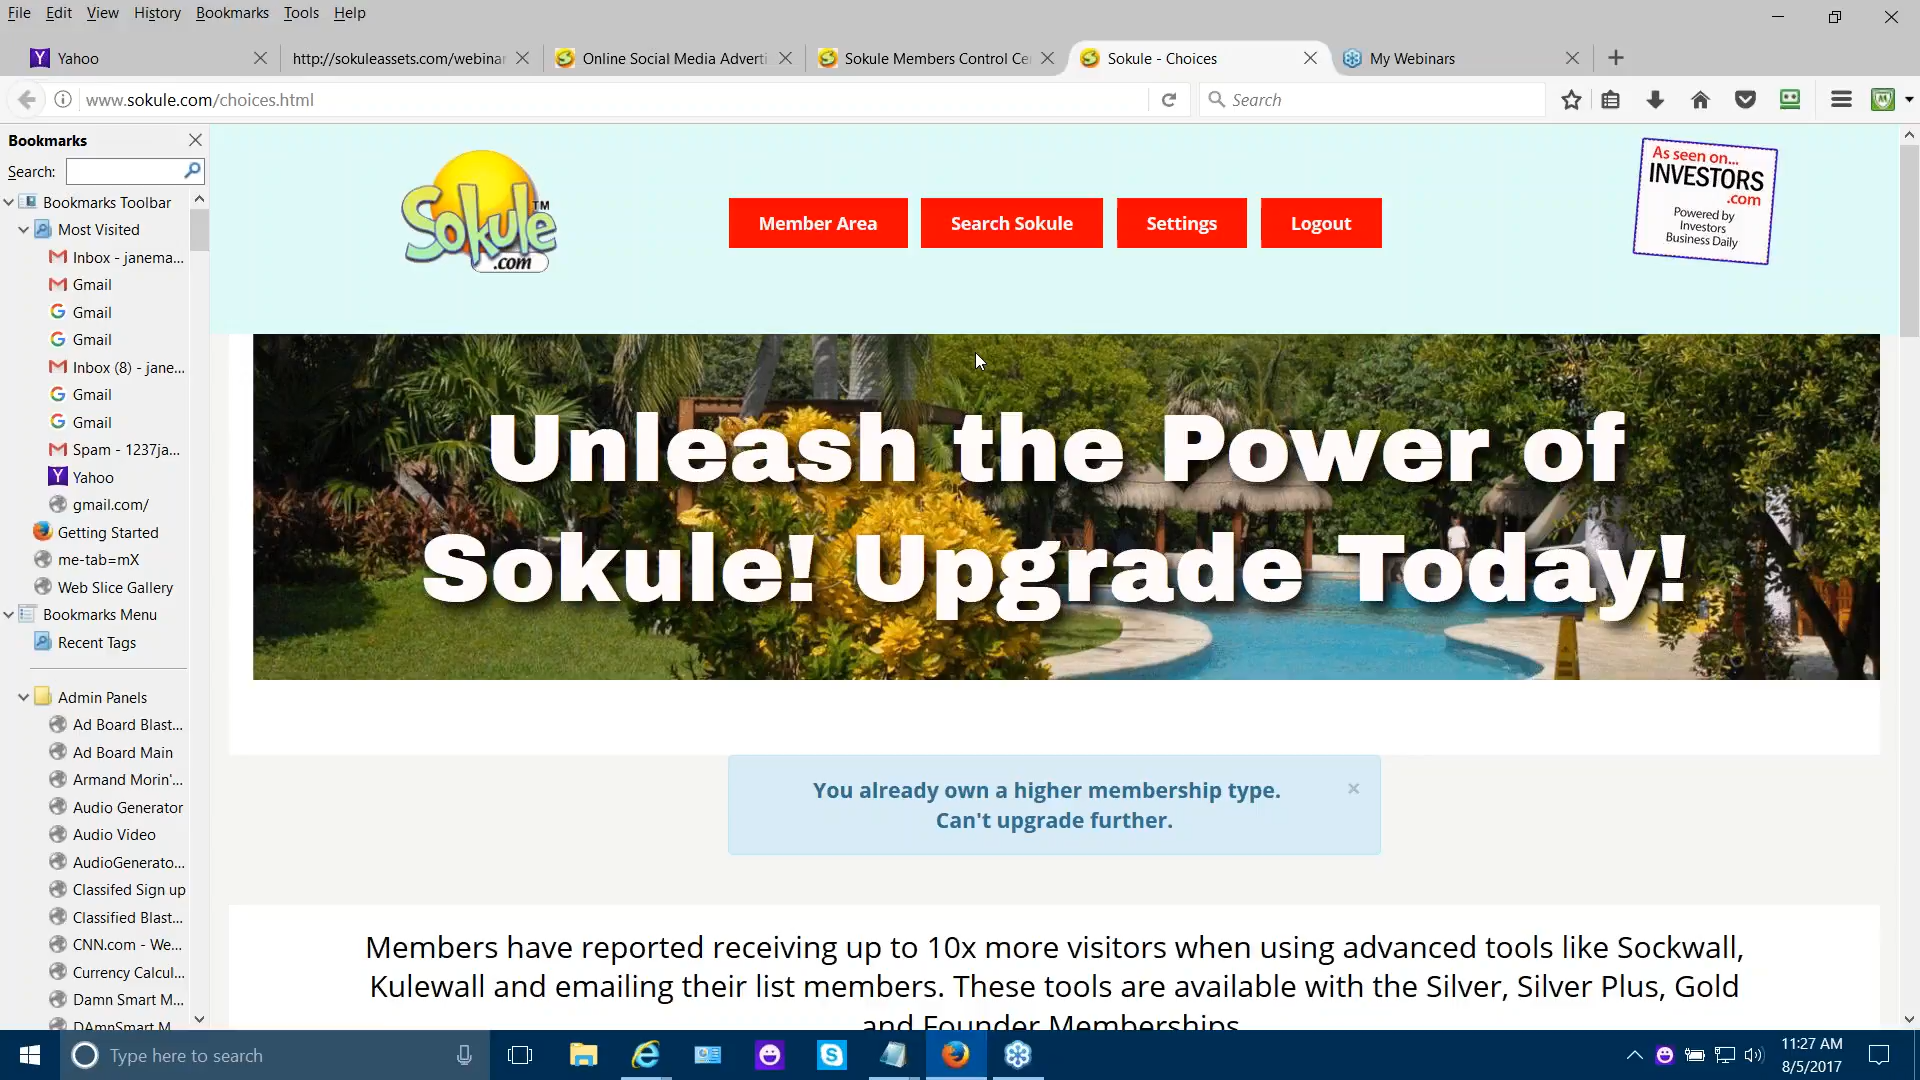 File Edit View History Bookmarks Tools Help
Yahoo
http://sokuleassets.com/webinar
Online Social Media Adverti
Sokule Members Control Ce
Sokule - Choices
My Webinars
www.sokule.com/choices.html
Search
Bookmarks
Search:
Bookmarks Toolbar
Most Visited
Inbox - janema...
Gmail
Gmail
Gmail
Inbox (8) - jane...
Gmail
Gmail
Spam - 1237ja...
Yahoo
gmail.com/
Getting Started
me-tab=mX
Web Slice Gallery
Bookmarks Menu
Recent Tags
Admin Panels
Ad Board Blast...
Ad Board Main
Armand Morin'...
Audio Generator
Audio Video
AudioGenerato...
Classifed Sign up
Classified Blast...
CNN.com - We...
Currency Calcul...
Damn Smart M...
DAmnSmart M
Sokule™
.com
Member Area
Search Sokule
Settings
Logout
As seen on...
INVESTORS
.com
Powered by
Investors
Business Daily
Unleash the Power of
Sokule! Upgrade Today!
You already own a higher membership type.
Can't upgrade further.
Members have reported receiving up to 10x more visitors when using advanced tools like Sockwall,
Kulewall and emailing their list members. These tools are available with the Silver, Silver Plus, Gold
and Founder Memberships
Type here to search
11:27 AM
8/5/2017